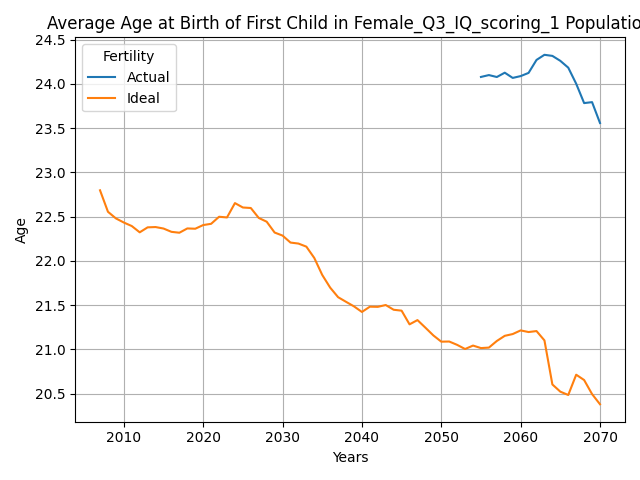 Average Age at Birth of First Child in Female_Q3_IQ_scoring_1 Populatio
Fertility
Actual
Ideal
24.5
24.0
23.5
23.0
22.5
22.0
21.5
21.0
20.5
Age
2010 2020 2030 2040 2050 2060 2070
Years